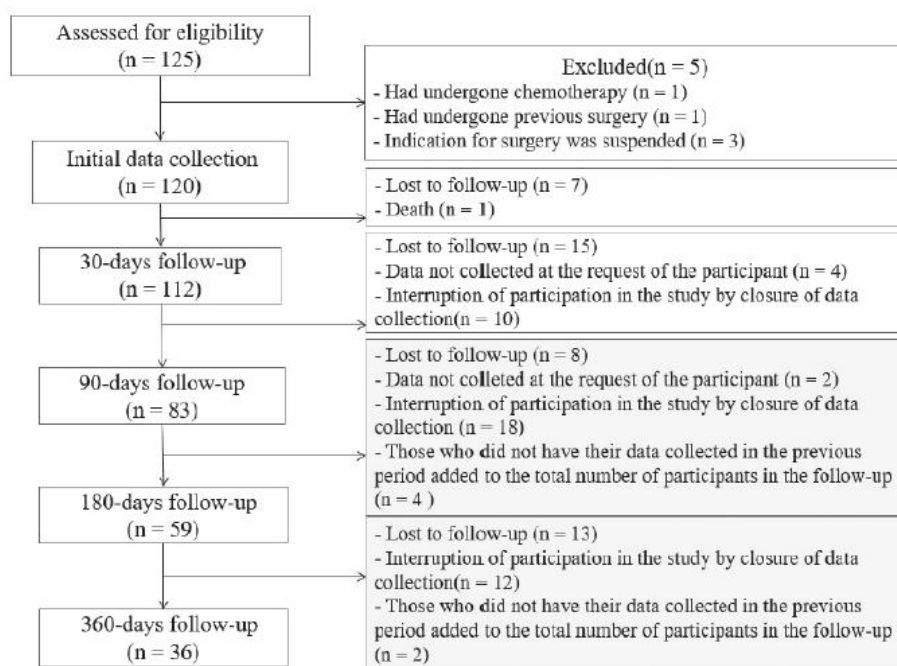 Assessed for eligibility
(n = 125)
Excluded(n = 5)
- Had undergone chemotherapy (n = 1)
- Had undergone previous surgery (n = 1)
- Indication for surgery was suspended (n = 3)
Initial data collection
(n = 120)
- Lost to follow-up (n = 7)
- Death (n = 1)
30-days follow-up
(n = 112)
- Lost to follow-up (n = 15)
- Data not collected at the request of the participant (n = 4)
- Interruption of participation in the study by closure of data
collection(n = 10)
90-days follow-up
(n = 83)
- Lost to follow-up (n = 8)
- Data not colleted at the request of the participant (n = 2)
- Interruption of participation in the study by closure of data
collection (n = 18)
- Those who did not have their data collected in the previous
period added to the total number of participants in the follow-up
(n = 4 )
180-days follow-up
(n = 59)
- Lost to follow-up (n = 13)
- Interruption of participation in the study by closure of data
collection(n = 12)
- Those who did not have their data collected in the previous
period added to the total number of participants in the follow-up
(n = 2)
360-days follow-up
(n = 36)